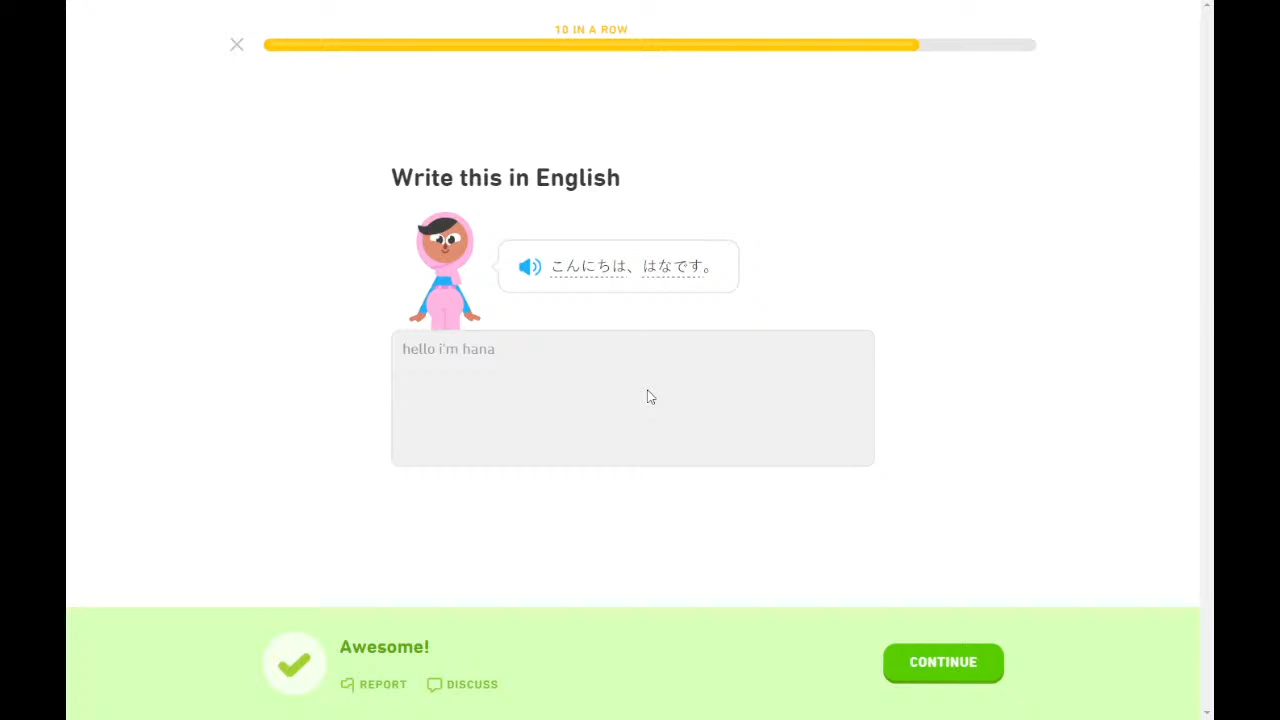 10 IN A ROW
Write this in English
こんにちは、はなです。
hello i'm hana
Awesome!
REPORT DISCUSS
CONTINUE